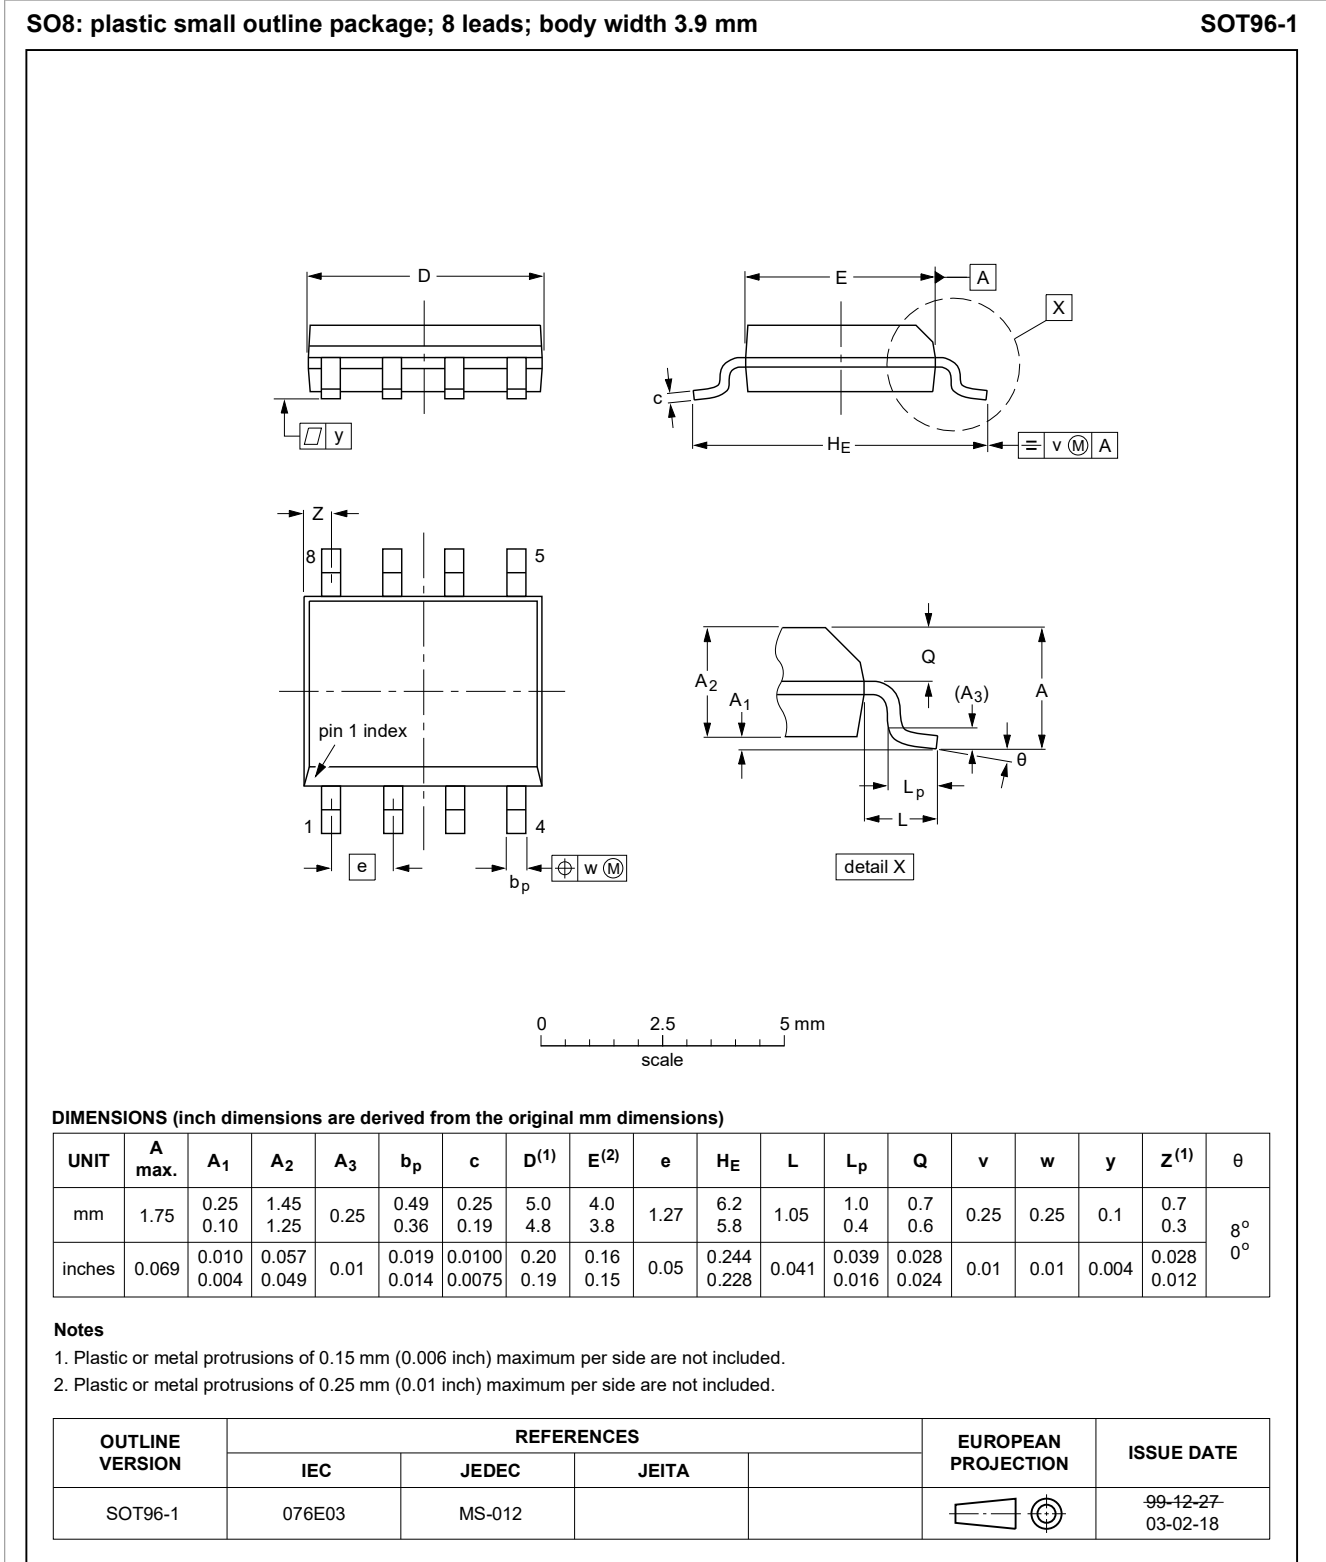 SO8: plastic small outline package; 8 leads; body width 3.9 mm SOT96-1
D
E A
X
c
y
HE
v M A
Z
8 5
pin 1 index
1 4
e
bp
w M
A2
A1
Q
(A3)
A
θ
Lp
L
detail X
0 2.5 5 mm
scale
DIMENSIONS (inch dimensions are derived from the original mm dimensions)
UNIT A max. A1 A2 A3 bp c D(1) E(2) e HE L Lp Q v w y Z(1) θ
mm 1.75 0.25 0.10 1.45 1.25 0.25 0.49 0.36 0.25 0.19 5.0 4.8 4.0 3.8 1.27 6.2 5.8 1.05 1.0 0.4 0.7 0.6 0.25 0.25 0.1 0.7 0.3 8o 0o
inches 0.069 0.010 0.004 0.057 0.049 0.01 0.019 0.014 0.0100 0.0075 0.20 0.19 0.16 0.15 0.05 0.244 0.228 0.041 0.039 0.016 0.028 0.024 0.01 0.01 0.004 0.028 0.012
Notes
1. Plastic or metal protrusions of 0.15 mm (0.006 inch) maximum per side are not included.
2. Plastic or metal protrusions of 0.25 mm (0.01 inch) maximum per side are not included.
OUTLINE VERSION REFERENCES EUROPEAN PROJECTION ISSUE DATE
IEC JEDEC JEITA
SOT96-1 076E03 MS-012 99-12-27
03-02-18